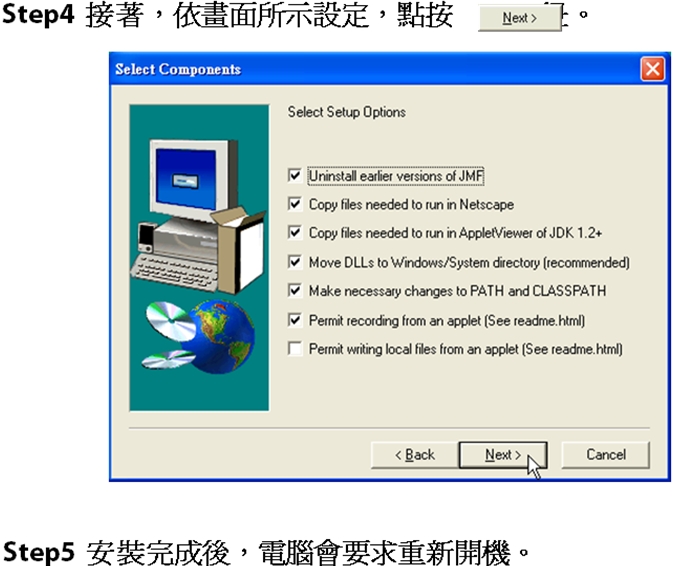 Step4 接著，依畫面所示設定，點按 Next > 。
Select Components
Select Setup Options
Uninstall earlier versions of JMF
Copy files needed to run in Netscape
Copy files needed to run in AppletViewer of JDK 1.2+
Move DLLs to Windows/System directory (recommended)
Make necessary changes to PATH and CLASSPATH
Permit recording from an applet (See readme.html)
Permit writing local files from an applet (See readme.html)
< Back Next > Cancel
Step5 安裝完成後，電腦會要求重新開機。